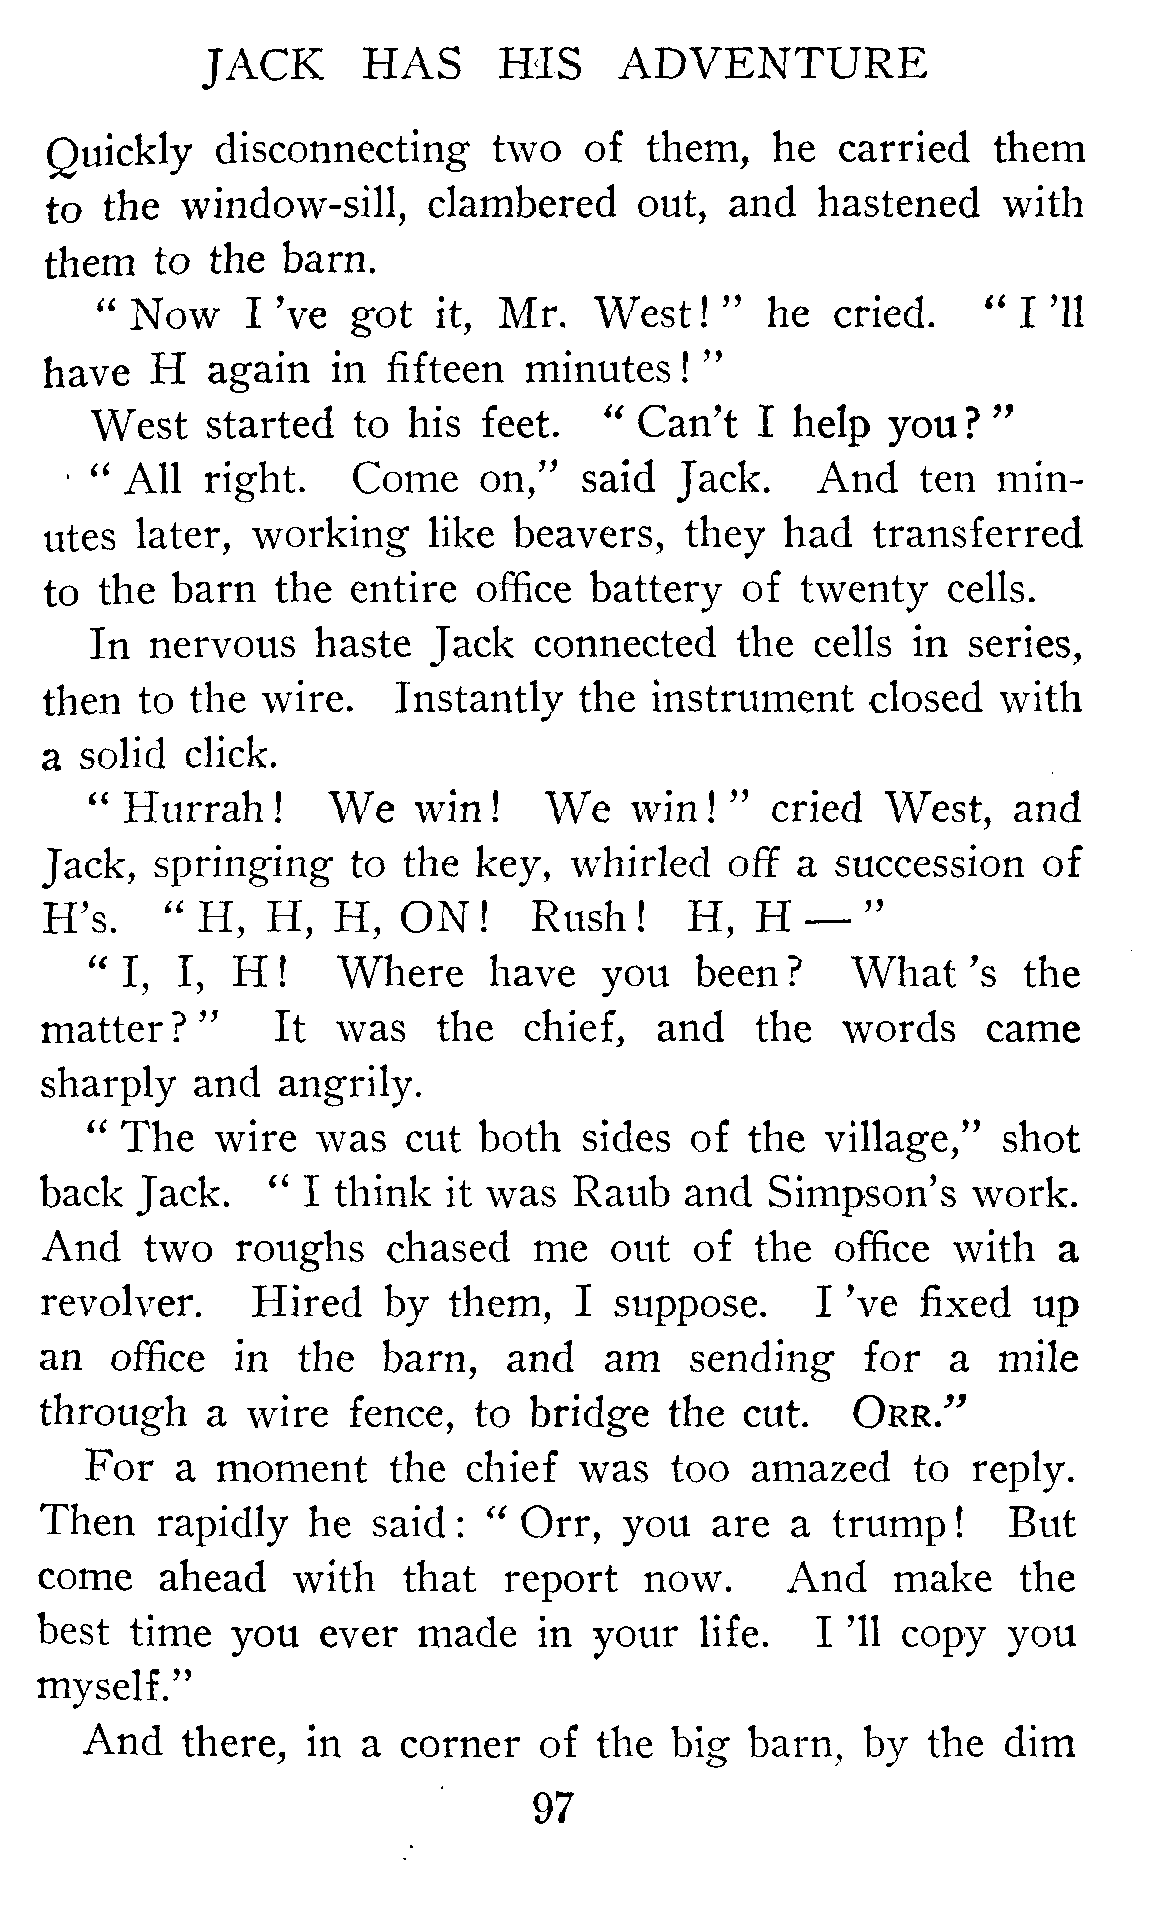 JACK HAS HIS ADVENTURE
Quickly disconnecting two of them, he carried them
to the window-sill, clambered out, and hastened with
them to the barn.
“ Now I 've got it, Mr. West! ” he cried. “ I 'll
have H again in fifteen minutes! ”
West started to his feet. “ Can't I help you? ”
“ All right. Come on,” said Jack. And ten min-
utes later, working like beavers, they had transferred
to the barn the entire office battery of twenty cells.
In nervous haste Jack connected the cells in series,
then to the wire. Instantly the instrument closed with
a solid click.
“ Hurrah! We win! We win! ” cried West, and
Jack, springing to the key, whirled off a succession of
H's. “ H, H, H, ON! Rush! H, H — ”
“ I, I, H! Where have you been? What 's the
matter? ” It was the chief, and the words came
sharply and angrily.
“ The wire was cut both sides of the village,” shot
back Jack. “ I think it was Raub and Simpson's work.
And two roughs chased me out of the office with a
revolver. Hired by them, I suppose. I 've fixed up
an office in the barn, and am sending for a mile
through a wire fence, to bridge the cut. ORR.”
For a moment the chief was too amazed to reply.
Then rapidly he said: “ Orr, you are a trump! But
come ahead with that report now. And make the
best time you ever made in your life. I 'll copy you
myself.”
And there, in a corner of the big barn, by the dim
97